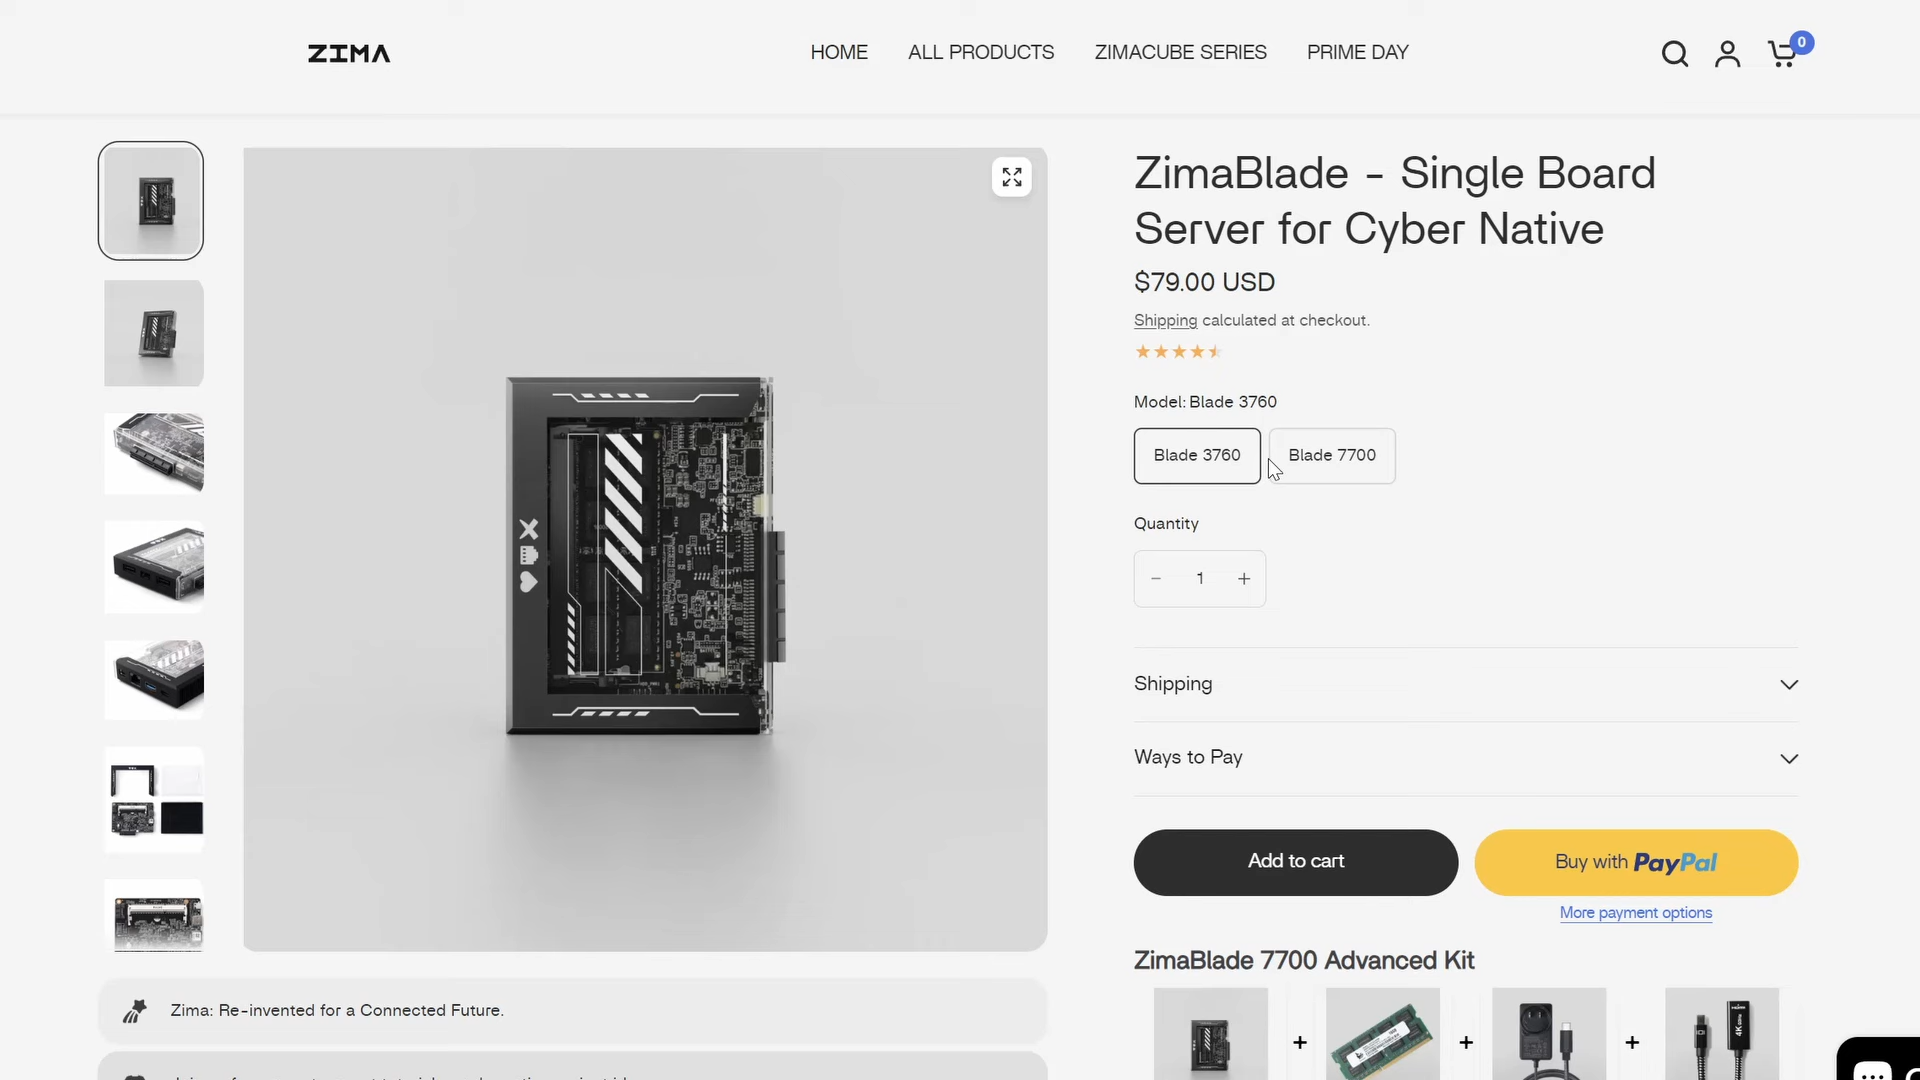 ZIMA
HOME
ALL PRODUCTS
ZIMACUBE SERIES
PRIME DAY
0
ZimaBlade - Single Board
Server for Cyber Native
$79.00 USD
Shipping calculated at checkout.
Model: Blade 3760
Blade 3760
Blade 7700
Quantity
− 1 +
Shipping
Ways to Pay
Add to cart
Buy with PayPal
More payment options
ZimaBlade 7700 Advanced Kit
+ + +
HDMI
4K
Zima: Re-invented for a Connected Future.